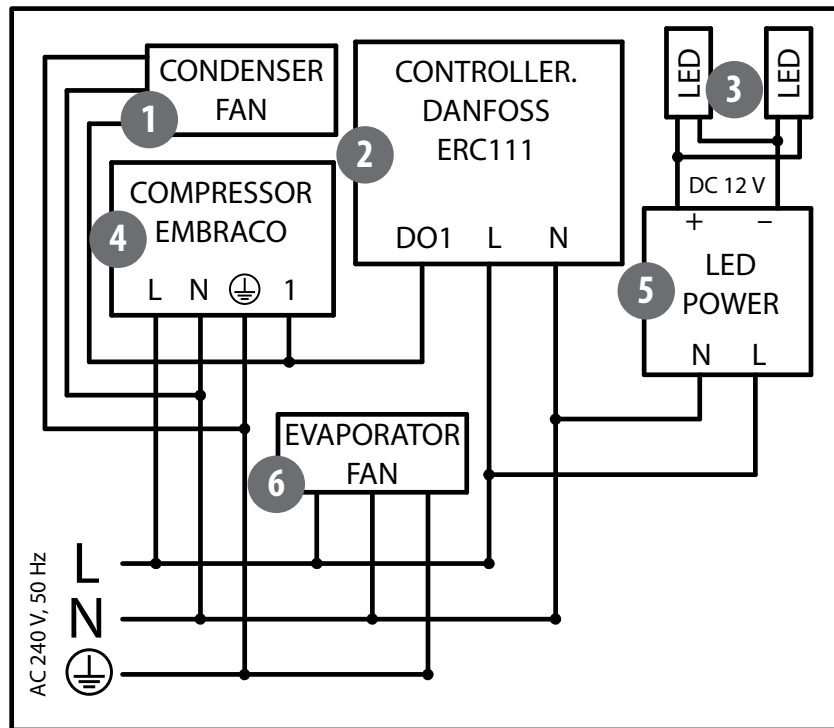 CONDENSER
FAN
1
CONTROLLER.
DANFOSS
ERC111
2
DO1 L N
LED
LED
3
DC 12 V
+ −
LED
POWER
5
N L
COMPRESSOR
EMBRACO
4
L N 1
EVAPORATOR
FAN
6
AC 240 V, 50 Hz
L
N